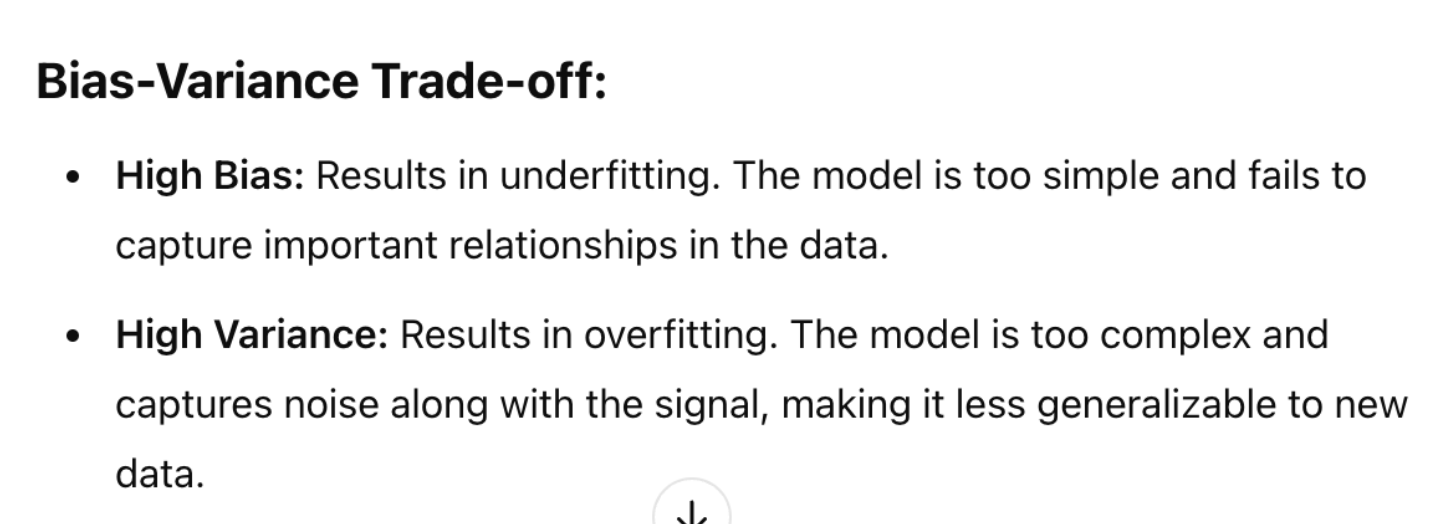 Bias-Variance Trade-off:
• High Bias: Results in underfitting. The model is too simple and fails to
capture important relationships in the data.
• High Variance: Results in overfitting. The model is too complex and
captures noise along with the signal, making it less generalizable to new
data.